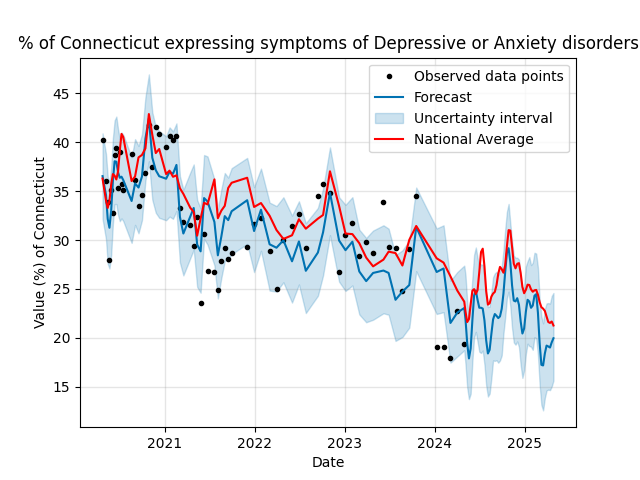 % of Connecticut expressing symptoms of Depressive or Anxiety disorders
Observed data points
Forecast
Uncertainty interval
National Average
Value (%) of Connecticut
45
40
35
30
25
20
15
2021
2022
2023
2024
2025
Date